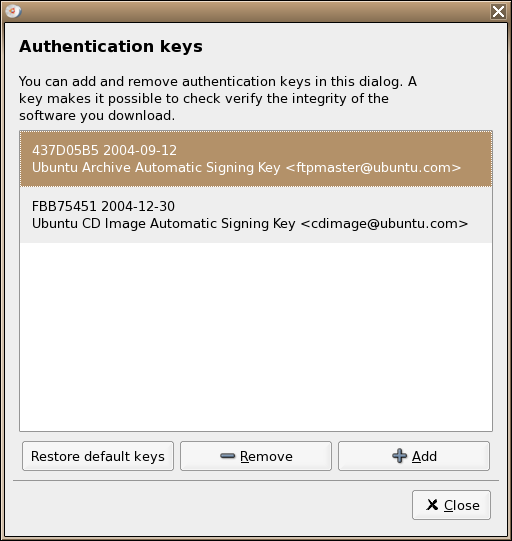 Authentication keys
You can add and remove authentication keys in this dialog. A
key makes it possible to check verify the integrity of the
software you download.
437D05B5 2004-09-12
Ubuntu Archive Automatic Signing Key <ftpmaster@ubuntu.com>
FBB75451 2004-12-30
Ubuntu CD Image Automatic Signing Key <cdimage@ubuntu.com>
Restore default keys
Remove
Add
Close